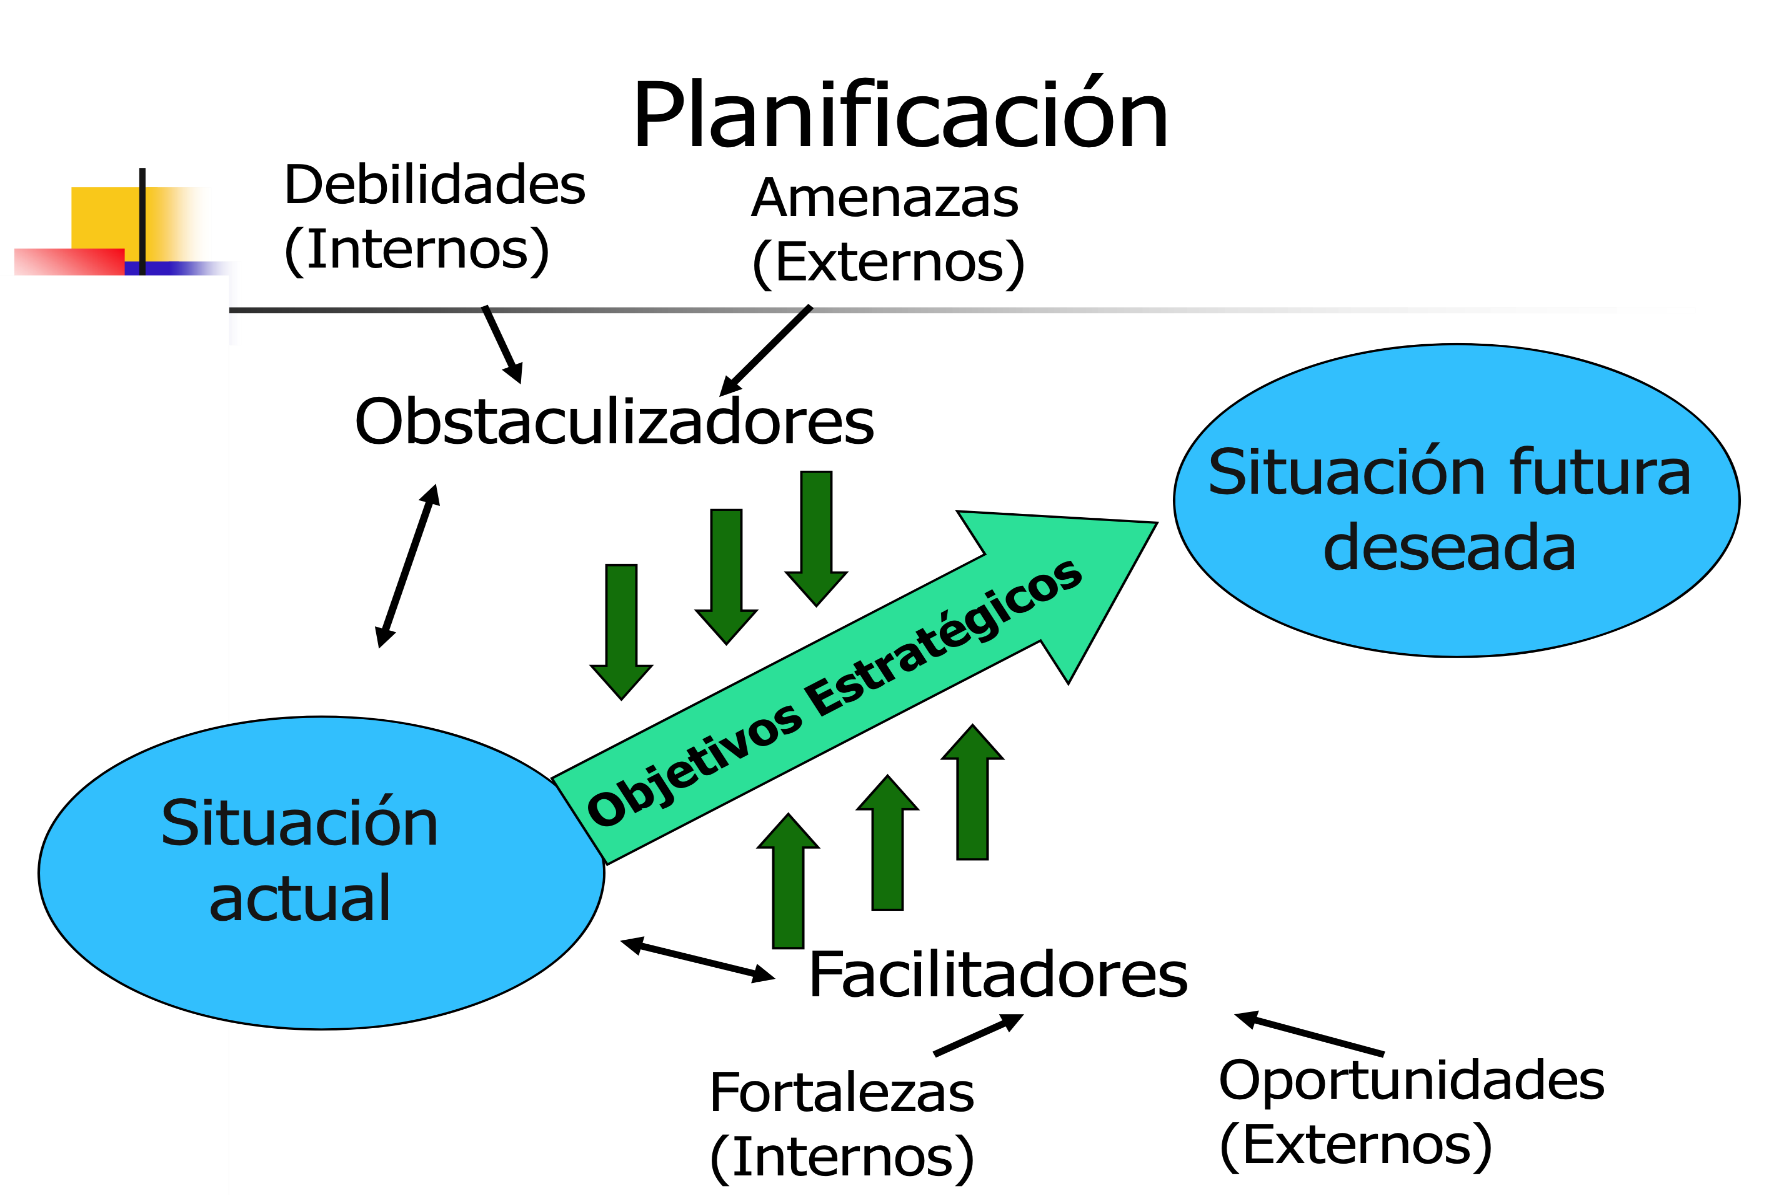 Planificación
Debilidades
(Internos)
Amenazas
(Externos)
Obstaculizadores
Situación futura
deseada
Objetivos Estratégicos
Situación
actual
Facilitadores
Fortalezas
(Internos)
Oportunidades
(Externos)